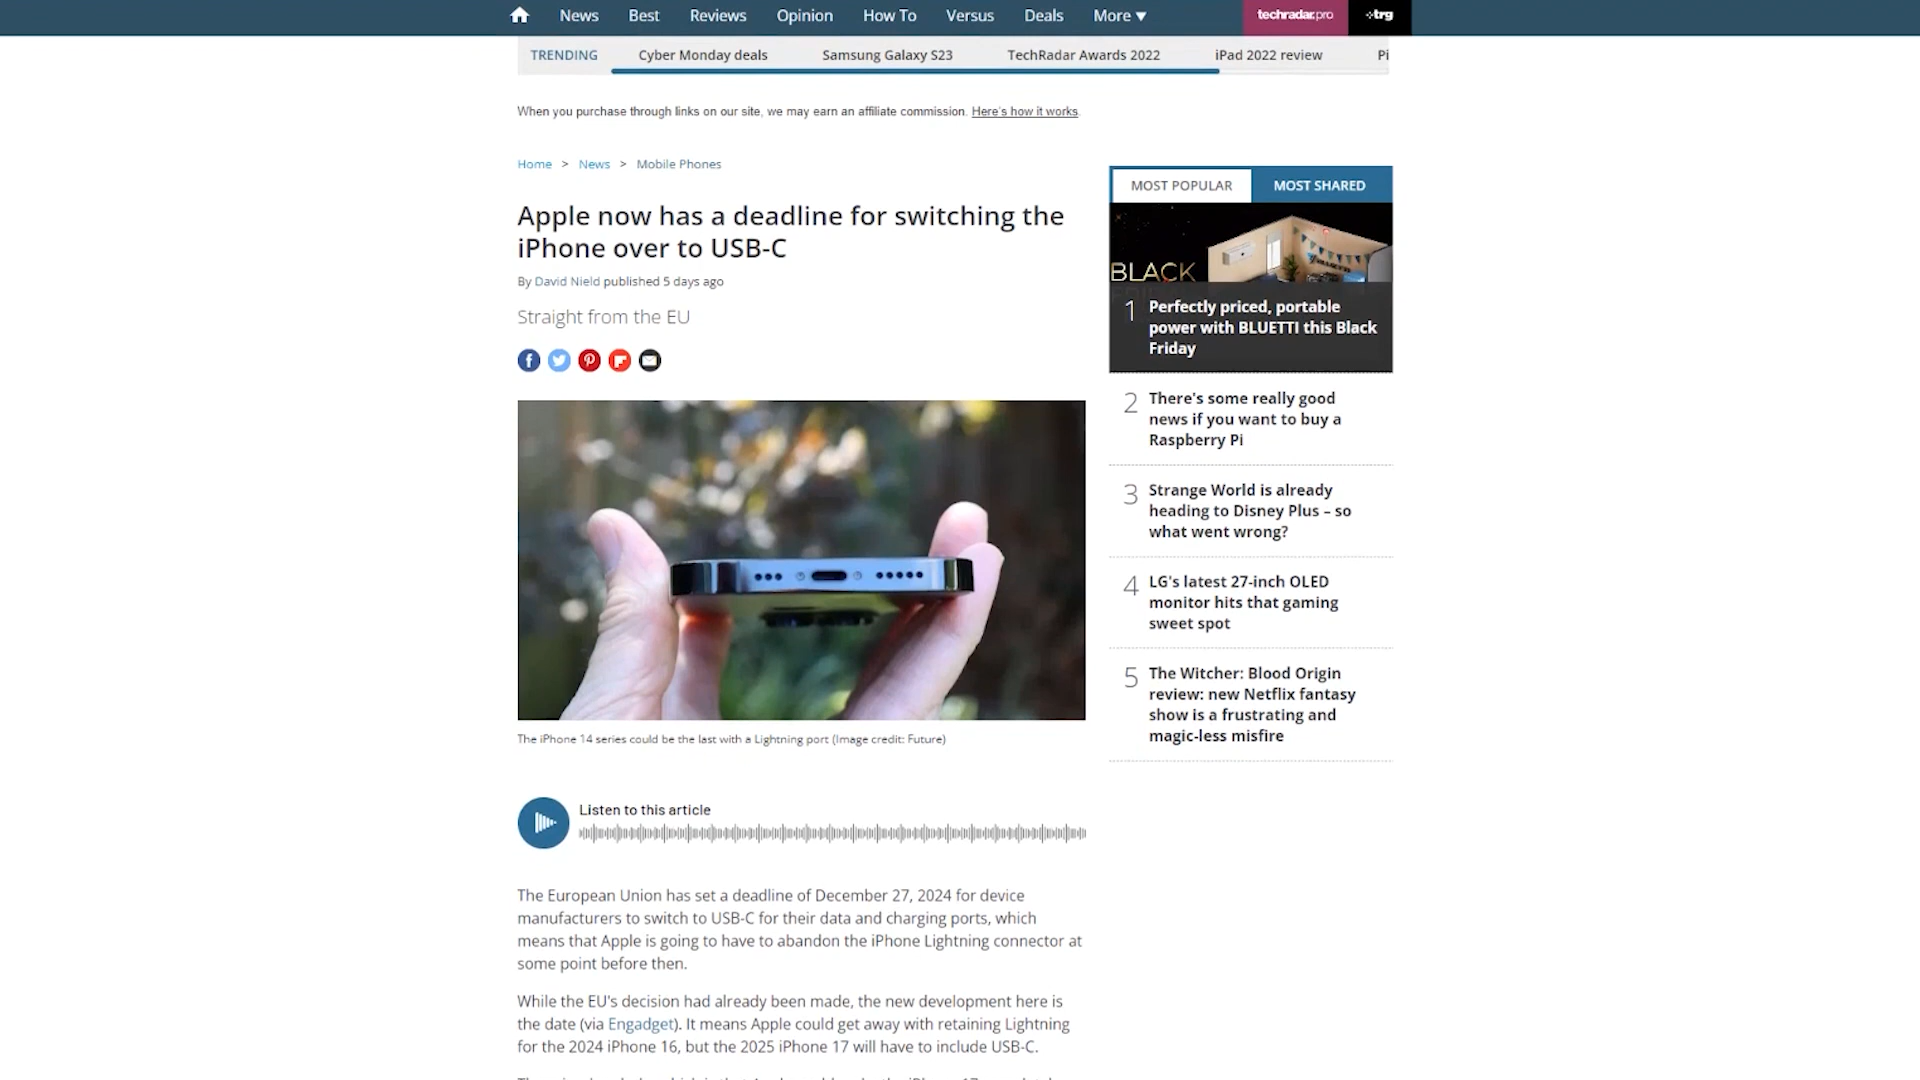 News Best Reviews Opinion How To Versus Deals More ▼ techradar.pro trg
TRENDING Cyber Monday deals Samsung Galaxy S23 TechRadar Awards 2022 iPad 2022 review Pi
When you purchase through links on our site, we may earn an affiliate commission. Here's how it works.
Home > News > Mobile Phones
Apple now has a deadline for switching the
iPhone over to USB-C
By David Nield published 5 days ago
Straight from the EU
The iPhone 14 series could be the last with a Lightning port (Image credit: Future)
Listen to this article
The European Union has set a deadline of December 27, 2024 for device
manufacturers to switch to USB-C for their data and charging ports, which
means that Apple is going to have to abandon the iPhone Lightning connector at
some point before then.
While the EU's decision had already been made, the new development here is
the date (via Engadget). It means Apple could get away with retaining Lightning
for the 2024 iPhone 16, but the 2025 iPhone 17 will have to include USB-C.
MOST POPULAR MOST SHARED
BLACK
1 Perfectly priced, portable
power with BLUETTI this Black
Friday
2 There's some really good
news if you want to buy a
Raspberry Pi
3 Strange World is already
heading to Disney Plus – so
what went wrong?
4 LG's latest 27-inch OLED
monitor hits that gaming
sweet spot
5 The Witcher: Blood Origin
review: new Netflix fantasy
show is a frustrating and
magic-less misfire